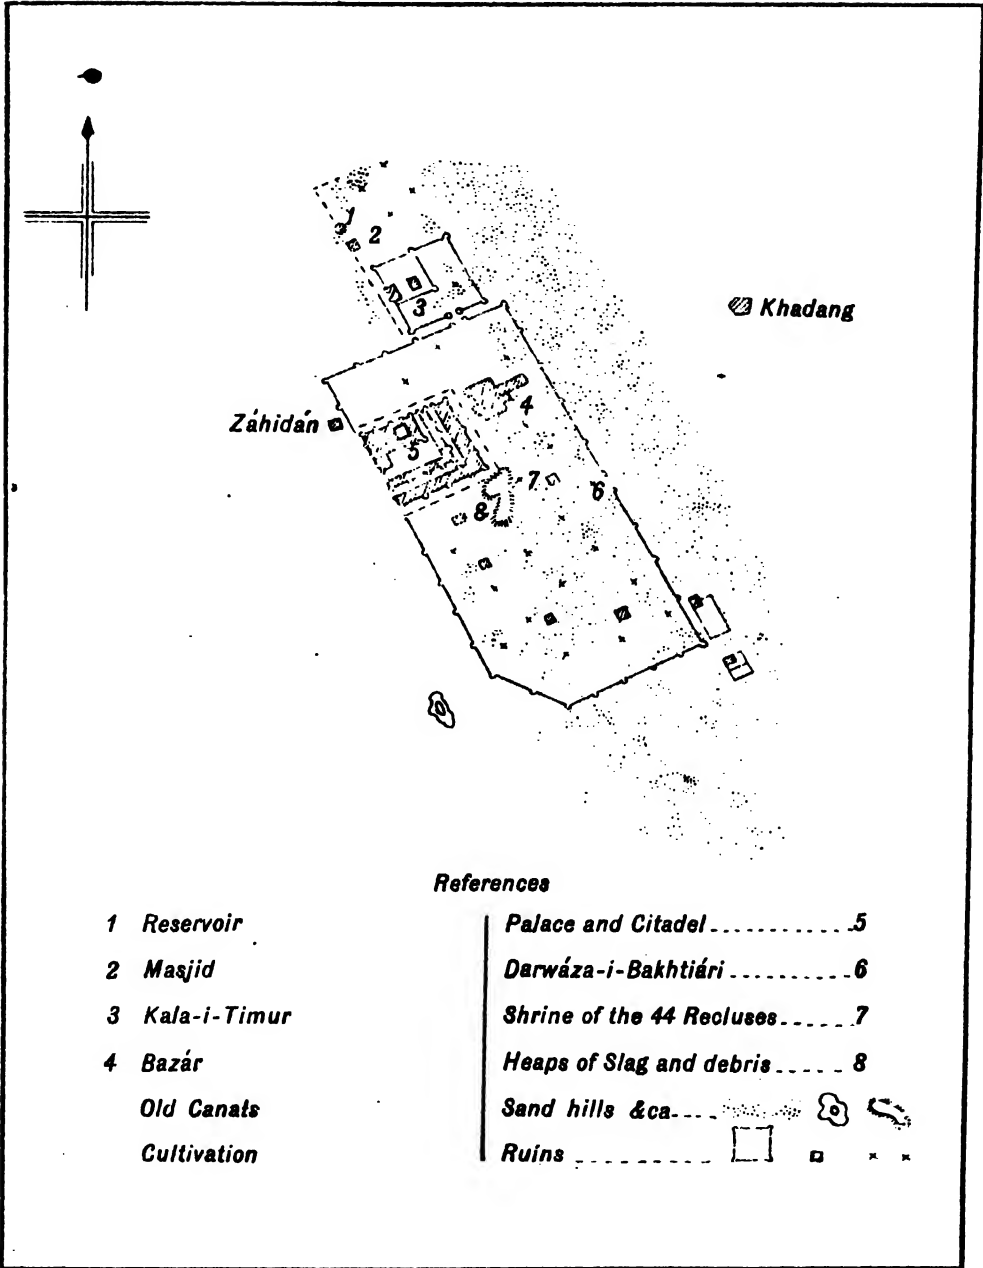 2
3
Khadang
4
Záhidán
5
7
6
8
References
1 Reservoir
2 Masjid
3 Kala-i-Timur
4 Bazár
Old Canals
Cultivation
Palace and Citadel 5
Darwáza-i-Bakhtiári 6
Shrine of the 44 Recluses 7
Heaps of Slag and debris 8
Sand hills &ca
Ruins